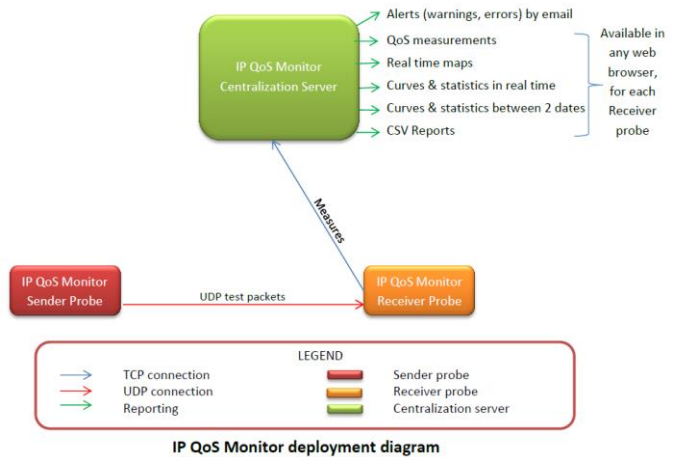 Alerts (warnings, errors) by email
QoS measurements
Real time maps
Curves & statistics in real time
Curves & statistics between 2 dates
CSV Reports
Available in
any web
browser,
for each
Receiver
probe
IP QoS Monitor
Centralization Server
Measures
IP QoS Monitor
Sender Probe
UDP test packets
IP QoS Monitor
Receiver Probe
LEGEND
TCP connection
UDP connection
Reporting
Sender probe
Receiver probe
Centralization server
IP QoS Monitor deployment diagram